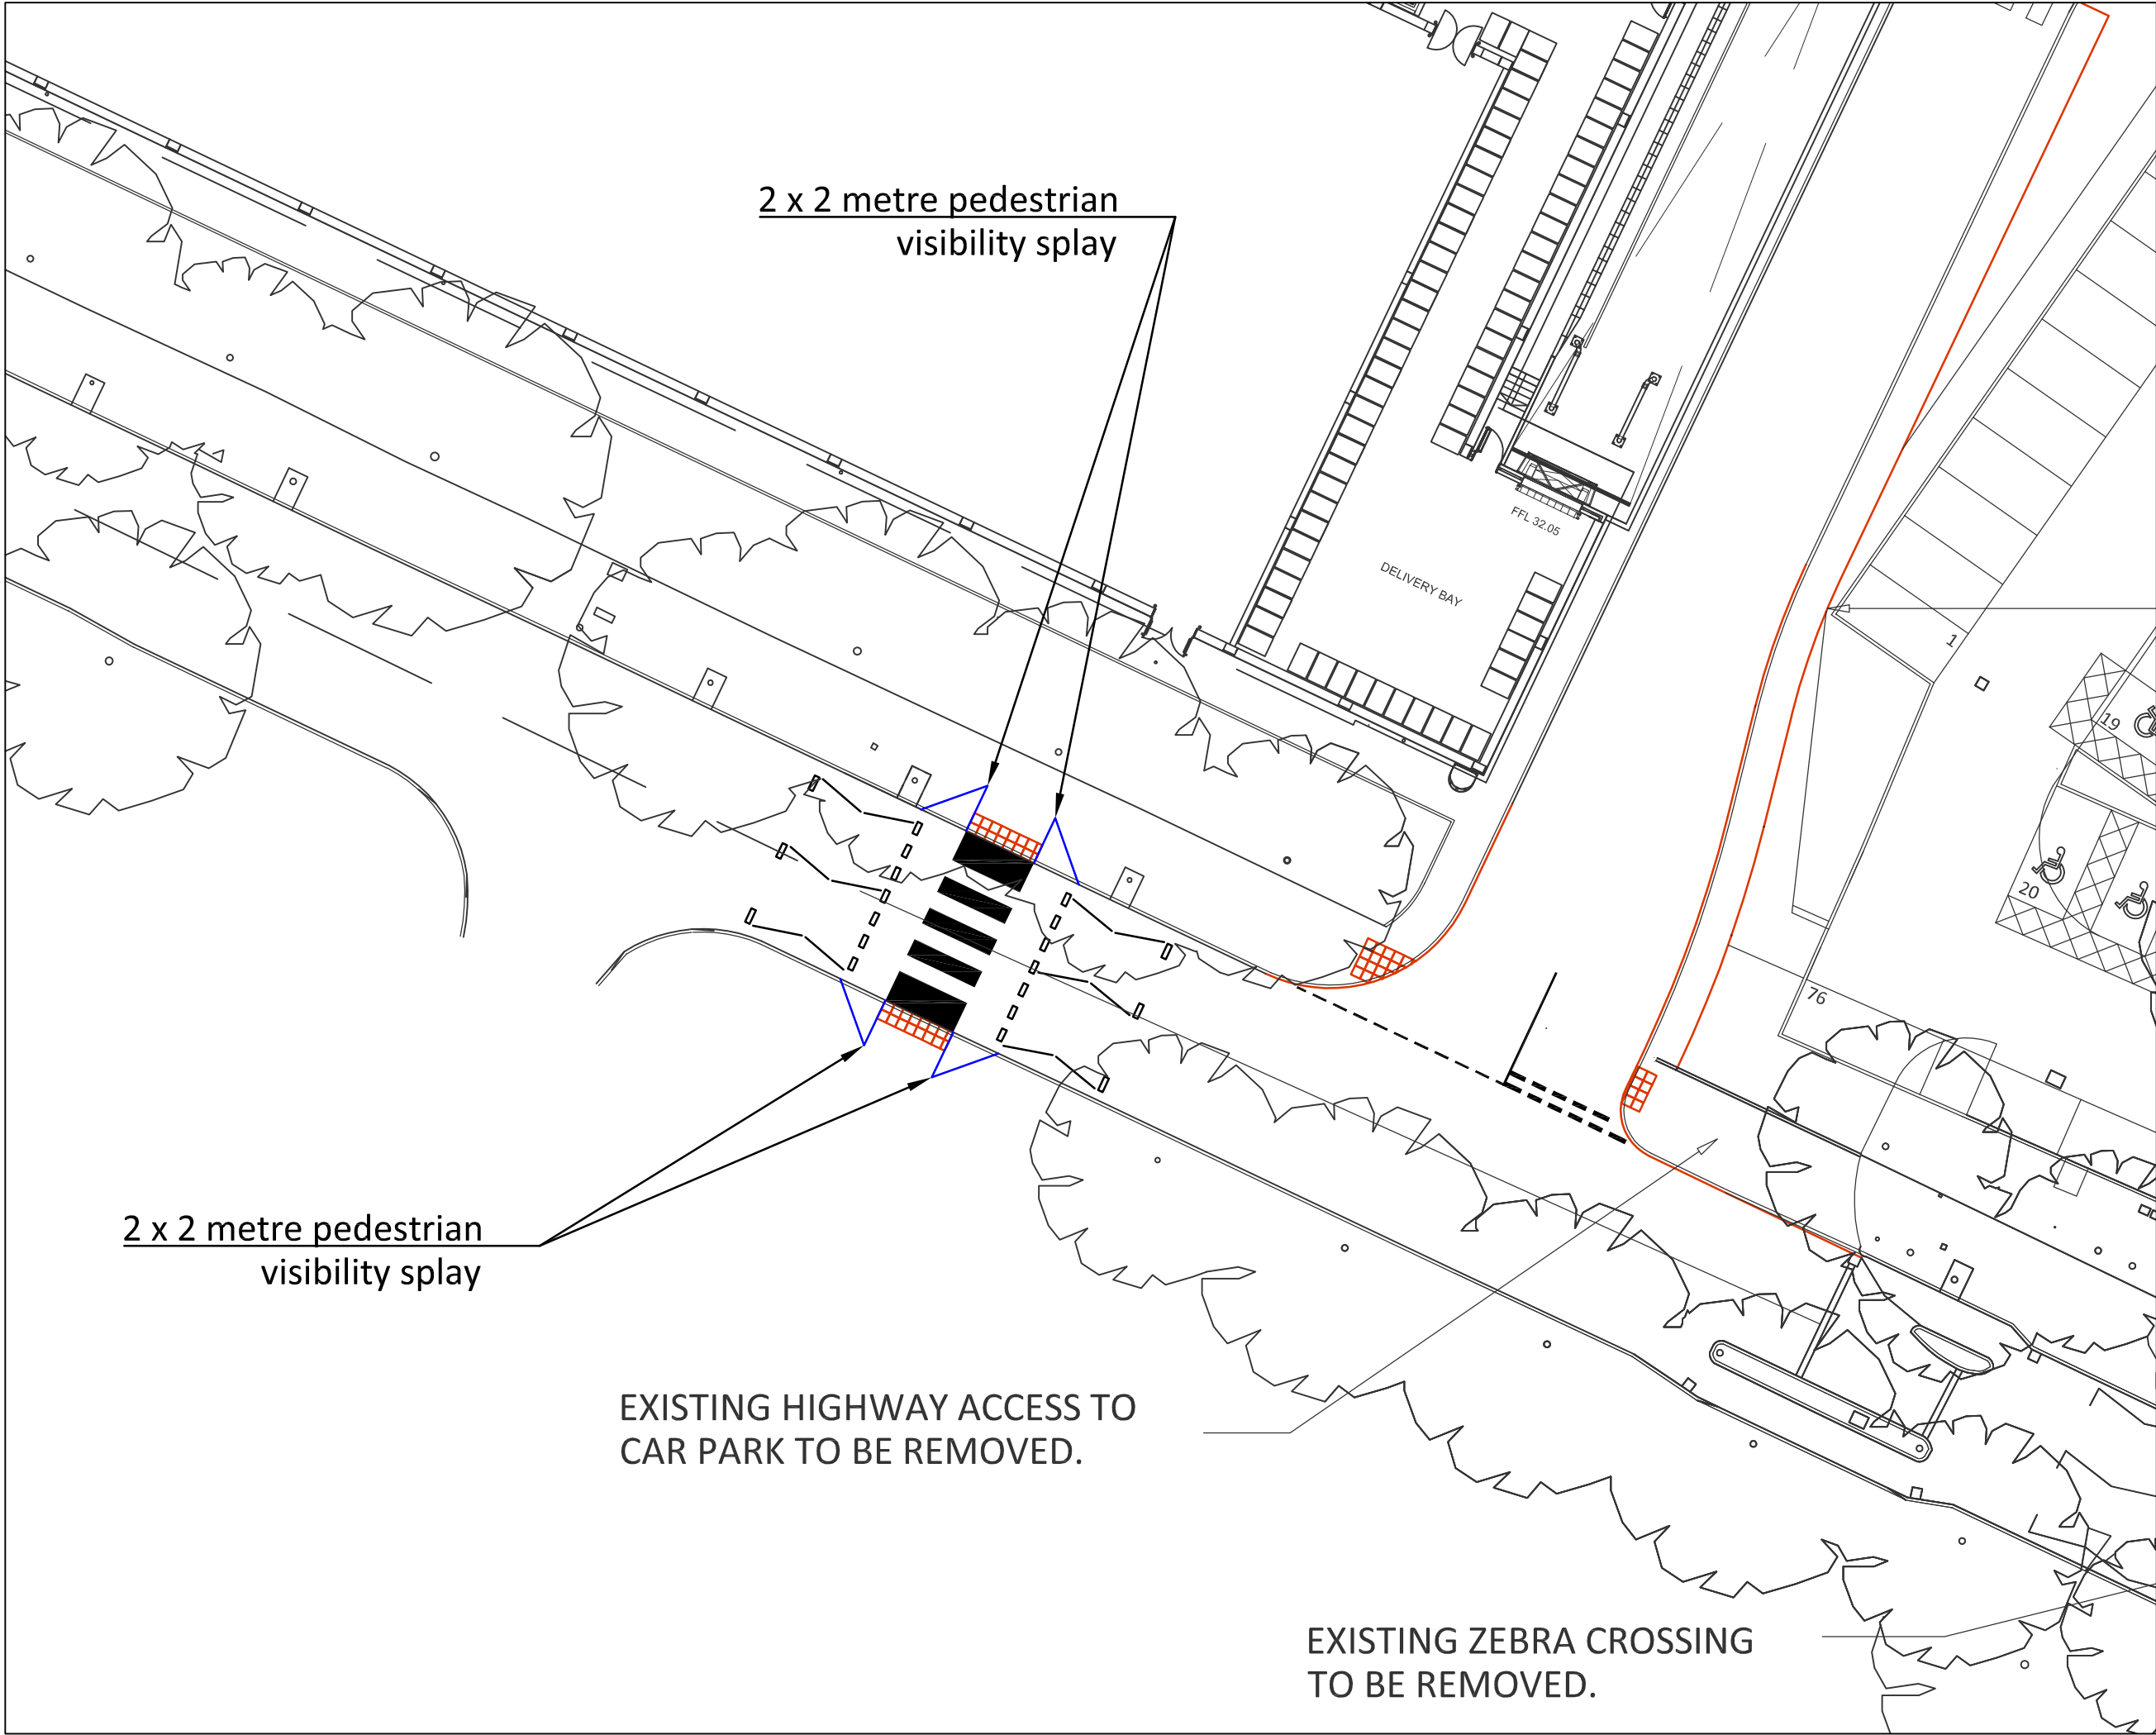 2 x 2 metre pedestrian
visibility splay
FFL 32.05
DELIVERY BAY
1
19
20
76
2 x 2 metre pedestrian
visibility splay
EXISTING HIGHWAY ACCESS TO
CAR PARK TO BE REMOVED.
EXISTING ZEBRA CROSSING
TO BE REMOVED.